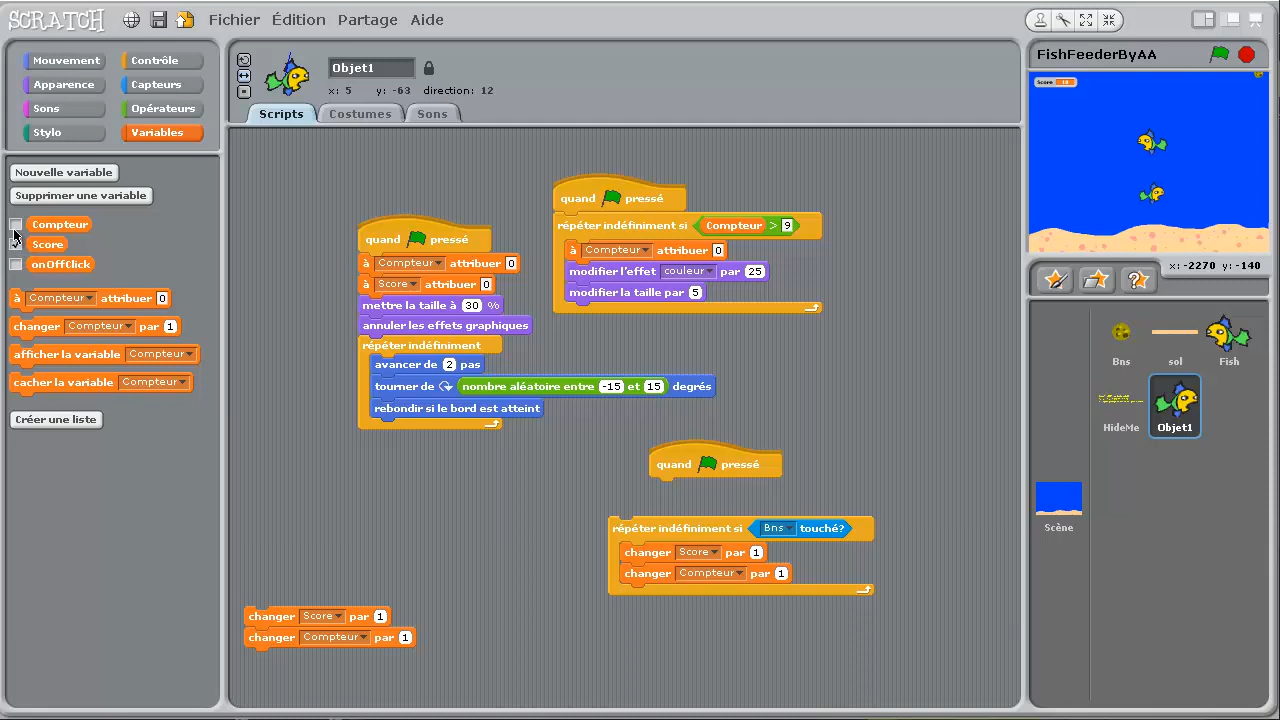 SCRATCH Fichier Édition Partage Aide
Mouvement Contrôle
Apparence Capteurs
Sons Opérateurs
Stylo Variables
Nouvelle variable
Supprimer une variable
Compteur
Score
onOffClick
à Compteur attribuer 0
changer Compteur par 1
afficher la variable Compteur
cacher la variable Compteur
Créer une liste
Objet1
y: -63 direction: 12
Scripts Costumes Sons
quand pressé
à Compteur attribuer 0
à Score attribuer 0
mettre la taille à 30 %
annuler les effets graphiques
répéter indéfiniment
avancer de 2 pas
tourner de nombre aléatoire entre -15 et 15 degrés
rebondir si le bord est atteint
quand pressé
répéter indéfiniment si Compteur > 9
à Compteur attribuer 0
modifier l'effet couleur par 25
modifier la taille par 5
quand pressé
répéter indéfiniment si Bns touché?
changer Score par 1
changer Compteur par 1
changer Score par 1
changer Compteur par 1
FishFeederByAA
Score
x: -2270 y: -140
Bns sol Fish
HideMe Objet1
Scène